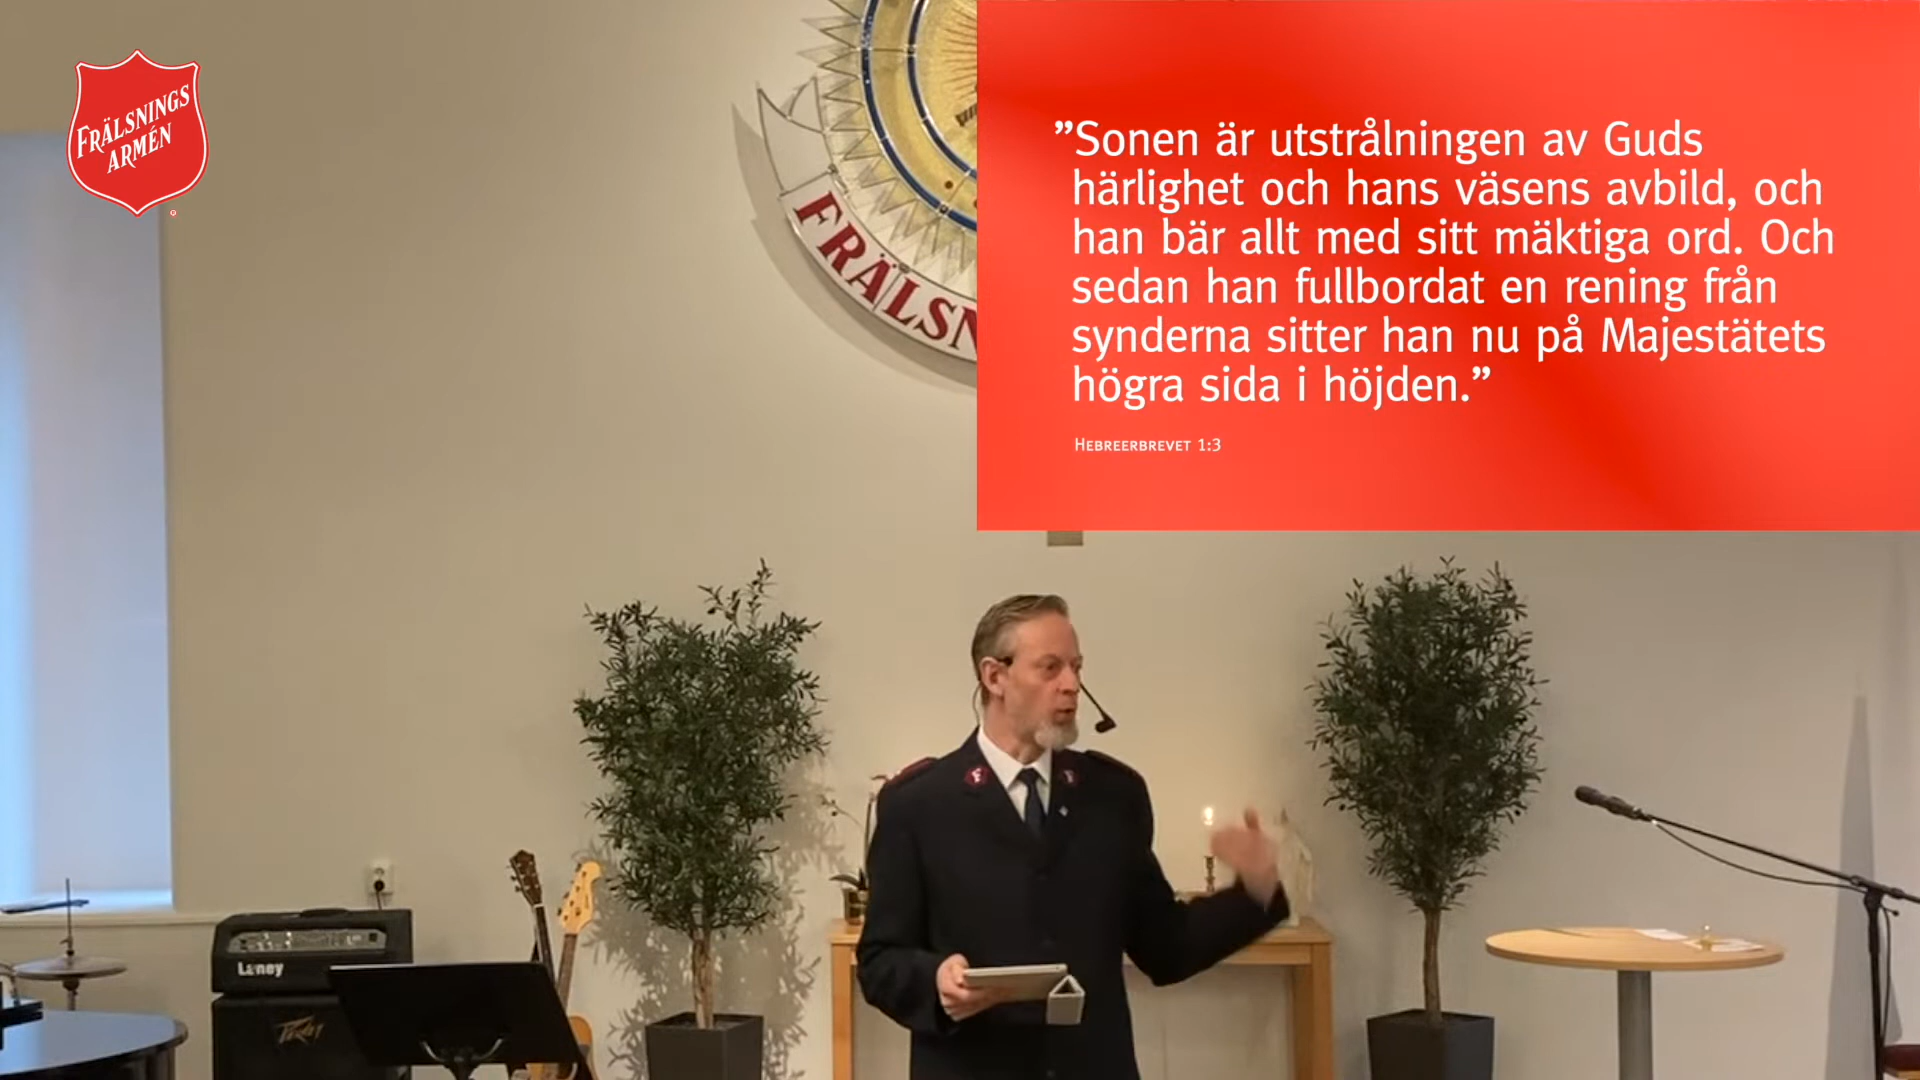 FRÄLSNINGS
ARMÉN
FRÄLSN
”Sonen är utstrålningen av Guds
härlighet och hans väsens avbild, och
han bär allt med sitt mäktiga ord. Och
sedan han fullbordat en rening från
synderna sitter han nu på Majestätets
högra sida i höjden.”
HEBREERBREVET 1:3
Laney
Peavey